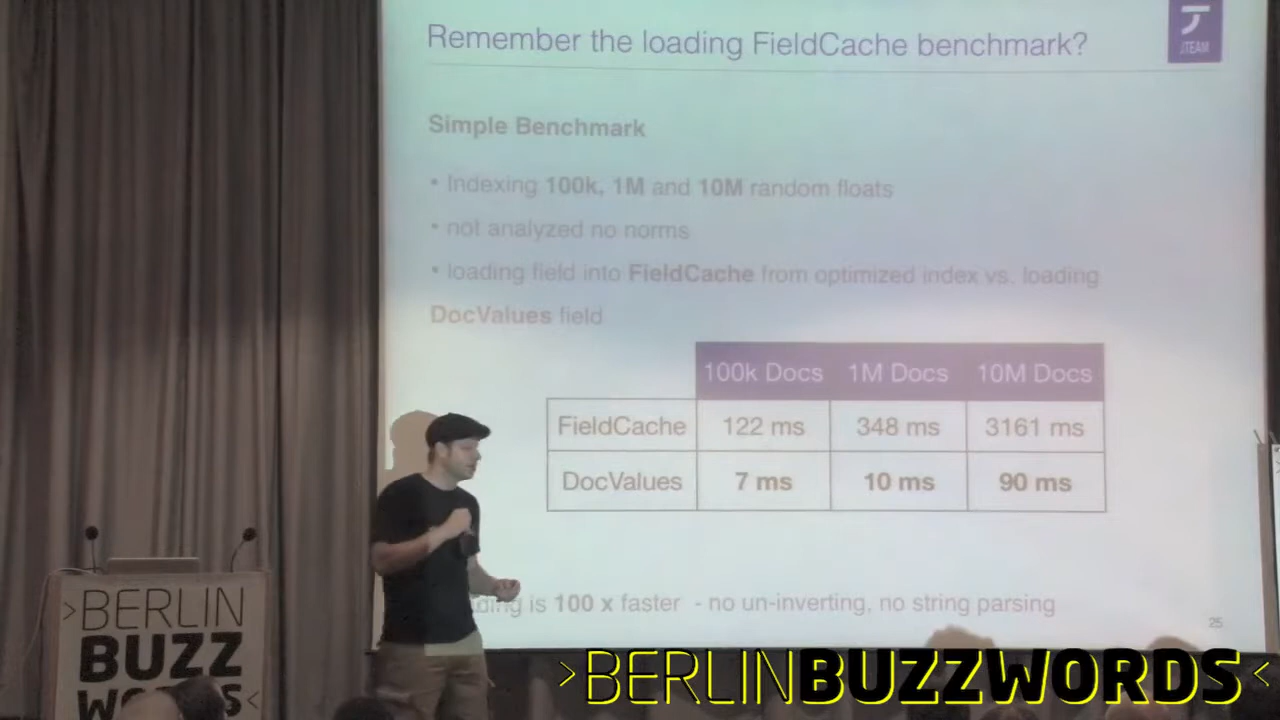 Remember the loading FieldCache benchmark?
JTEAM
Simple Benchmark
• Indexing 100k, 1M and 10M random floats
• not analyzed no norms
• loading field into FieldCache from optimized index vs. loading
DocValues field
100k Docs 1M Docs 10M Docs
FieldCache 122 ms 348 ms 3161 ms
DocValues 7 ms 10 ms 90 ms
is 100 x faster - no un-inverting, no string parsing
25
>BERLIN
BUZZ
WORDS<
>BERLINBUZZWORDS<